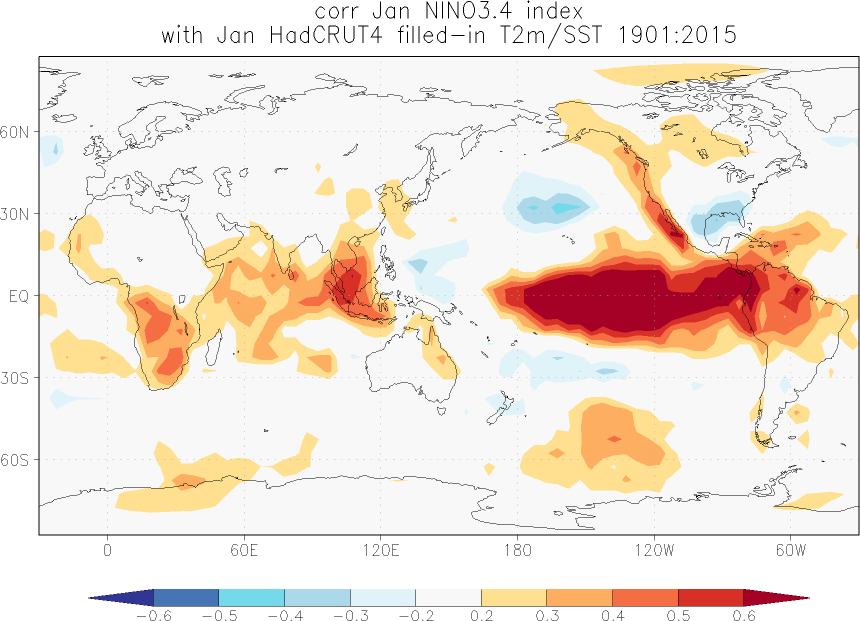 corr Jan NINO3.4 index
with Jan HadCRUT4 filled-in T2m/SST 1901:2015
60N
30N
EQ
30S
60S
0 60E 120E 180 120W 60W
-0.6 -0.5 -0.4 -0.3 -0.2 0.2 0.3 0.4 0.5 0.6